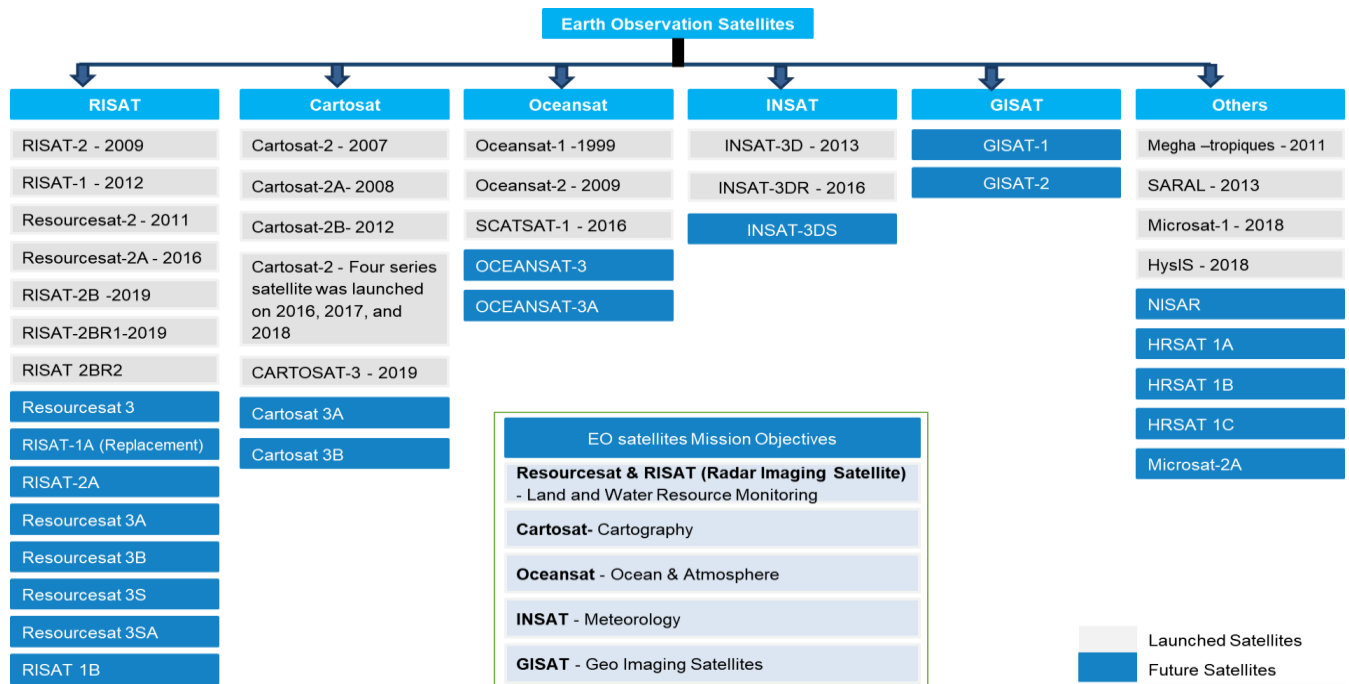 Earth Observation Satellites
RISAT
RISAT-2 - 2009
RISAT-1 - 2012
Resourcesat-2 - 2011
Resourcesat-2A - 2016
RISAT-2B -2019
RISAT-2BR1-2019
RISAT 2BR2
Resourcesat 3
RISAT-1A (Replacement)
RISAT-2A
Resourcesat 3A
Resourcesat 3B
Resourcesat 3S
Resourcesat 3SA
RISAT 1B
Cartosat
Cartosat-2 - 2007
Cartosat-2A- 2008
Cartosat-2B- 2012
Cartosat-2 - Four series
satellite was launched
on 2016, 2017, and
2018
CARTOSAT-3 - 2019
Cartosat 3A
Cartosat 3B
Oceansat
Oceansat-1 -1999
Oceansat-2 - 2009
SCATSAT-1 - 2016
OCEANSAT-3
OCEANSAT-3A
INSAT
INSAT-3D - 2013
INSAT-3DR - 2016
INSAT-3DS
GISAT
GISAT-1
GISAT-2
Others
Megha –tropiques - 2011
SARAL - 2013
Microsat-1 - 2018
HysIS - 2018
NISAR
HRSAT 1A
HRSAT 1B
HRSAT 1C
Microsat-2A
EO satellites Mission Objectives
Resourcesat & RISAT (Radar Imaging Satellite)
- Land and Water Resource Monitoring
Cartosat- Cartography
Oceansat - Ocean & Atmosphere
INSAT - Meteorology
GISAT - Geo Imaging Satellites
Launched Satellites
Future Satellites